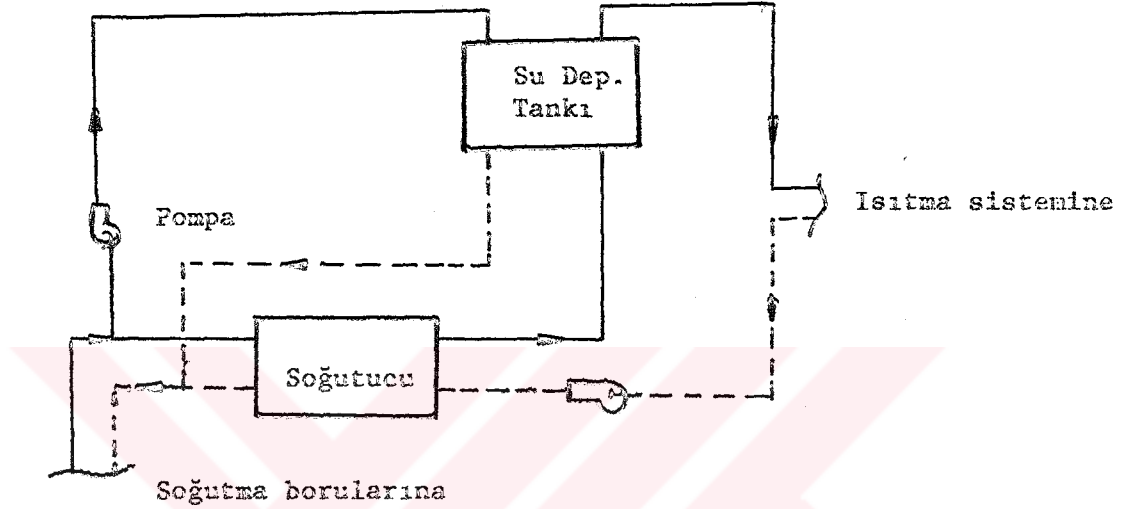 Su Dep.
Tankı
Pompa
Isıtma sistemine
Soğutucu
Soğutma borularına